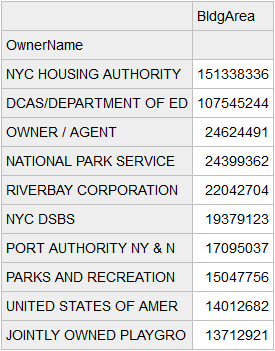 BldgArea
OwnerName
NYC HOUSING AUTHORITY 151338336
DCAS/DEPARTMENT OF ED 107545244
OWNER / AGENT 24624491
NATIONAL PARK SERVICE 24399362
RIVERBAY CORPORATION 22042704
NYC DSBS 19379123
PORT AUTHORITY NY & N 17095037
PARKS AND RECREATION 15047756
UNITED STATES OF AMER 14012682
JOINTLY OWNED PLAYGRO 13712921